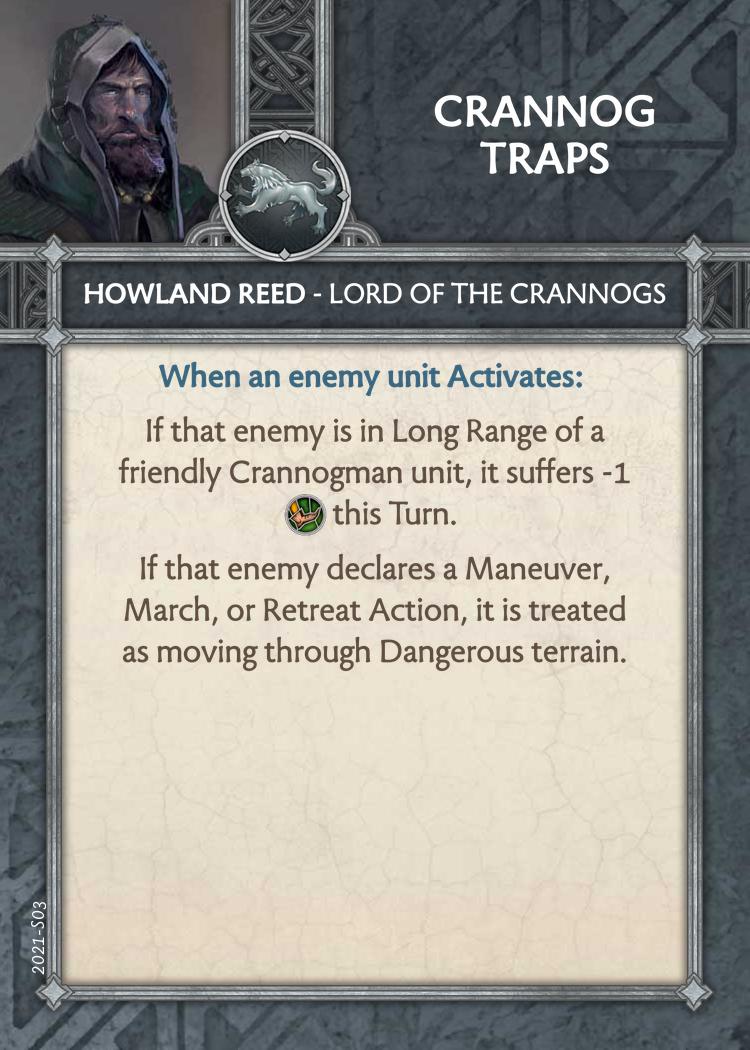 CRANNOG
TRAPS
HOWLAND REED - LORD OF THE CRANNOGS
When an enemy unit Activates:
If that enemy is in Long Range of a
friendly Crannogman unit, it suffers -1
this Turn.
If that enemy declares a Maneuver,
March, or Retreat Action, it is treated
as moving through Dangerous terrain.
2021-S03